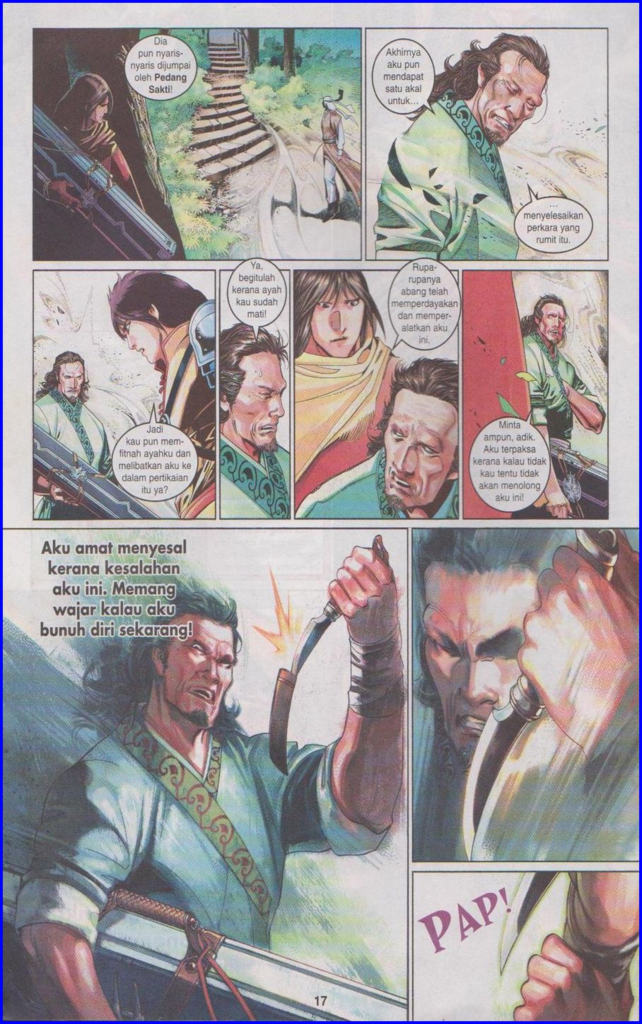 Dia
pun nyaris-
nyaris dijumpai
oleh Pedang
Sakti!
Akhirnya
aku pun
mendapat
satu akal
untuk...
menyelesaikan
perkara yang
rumit itu.
Jadi
kau pun mem-
fitnah ayahku dan
melibatkan aku ke
dalam pertikaian
itu ya?
Ya,
begitulah
kerana ayah
kau sudah
mati!
Rupa-
rupanya
abang telah
memperdayakan
dan memper-
alatkan aku
ini.
Minta
ampun, adik.
Aku terpaksa
kerana kalau tidak
kau tentu tidak
akan menolong
aku ini!
Aku amat menyesal
kerana kesalahan
aku ini. Memang
wajar kalau aku
bunuh diri sekarang!
PAP!
17